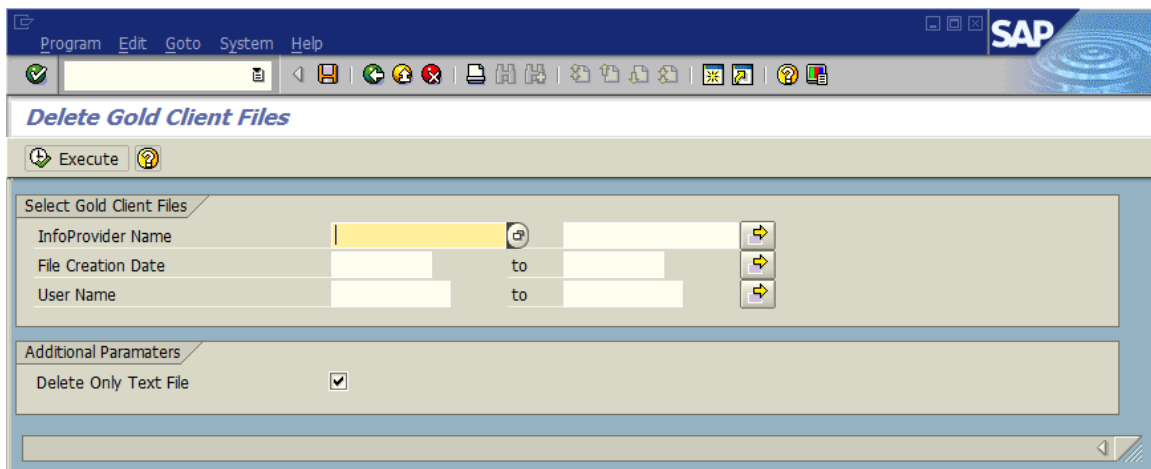 Program Edit Goto System Help
SAP
Delete Gold Client Files
Execute
Select Gold Client Files
InfoProvider Name
File Creation Date to
User Name to
Additional Paramaters
Delete Only Text File